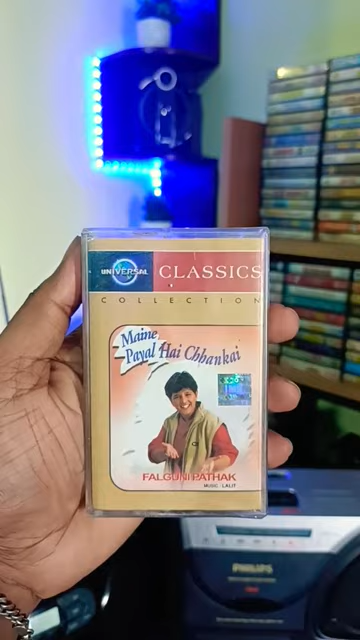 UNIVERSAL
CLASSICS
COLLECTION
Maine
Payal Hai Chhankai
FALGUNI PATHAK
MUSIC: LALIT
PHILIPS